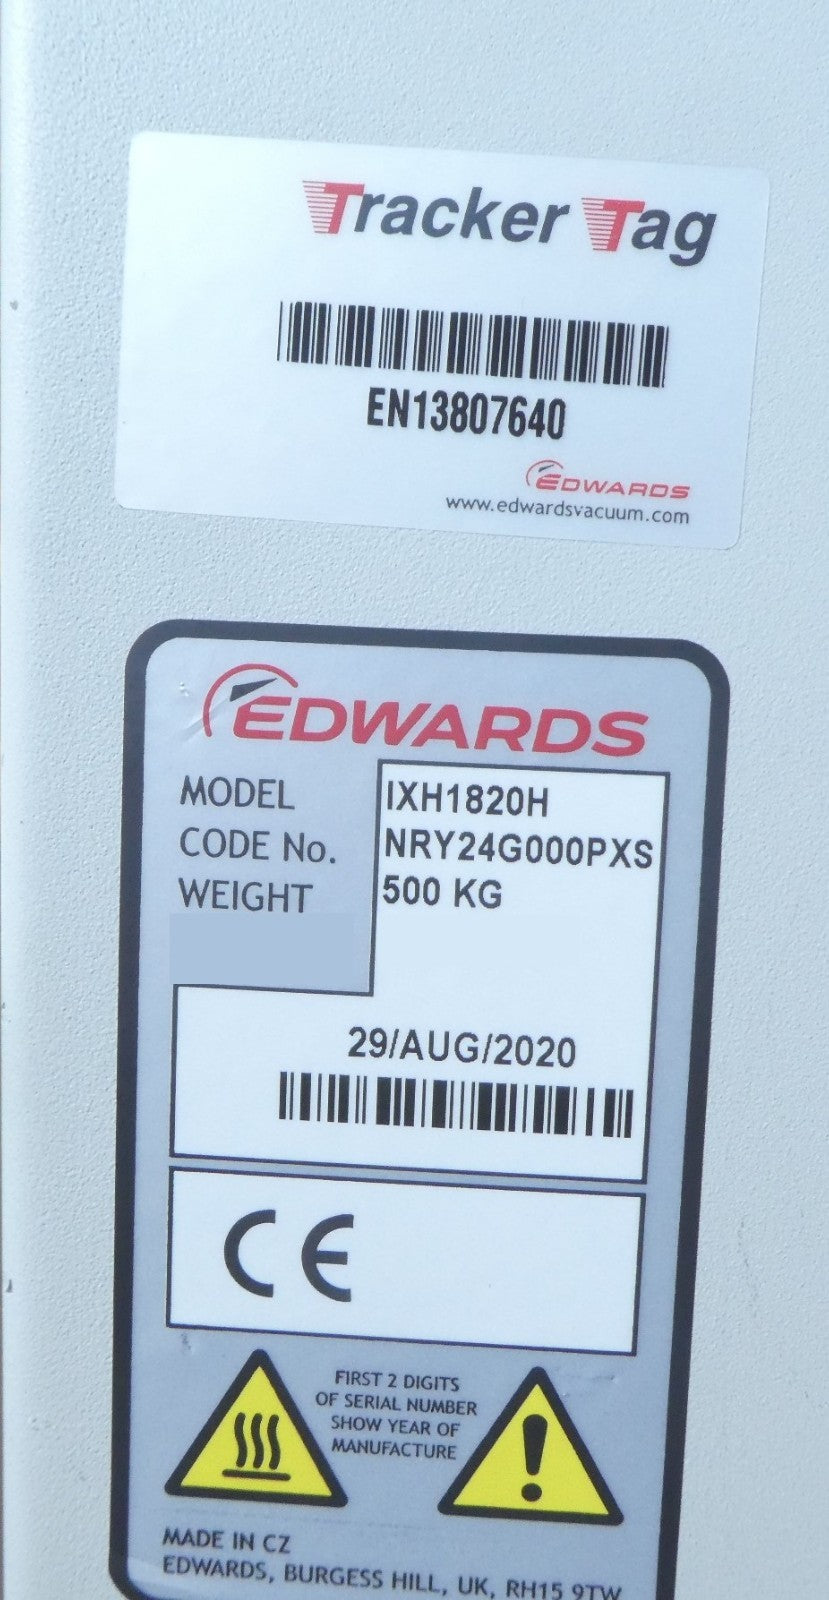 Tracker Tag
EN13807640
EDWARDS
www.edwardsvacuum.com
EDWARDS
MODEL IXH1820H
CODE No. NRY24G000PXS
WEIGHT 500 KG
29/AUG/2020
CE
FIRST 2 DIGITS
OF SERIAL NUMBER
SHOW YEAR OF
MANUFACTURE
MADE IN CZ
EDWARDS, BURGESS HILL, UK, RH15 9TW